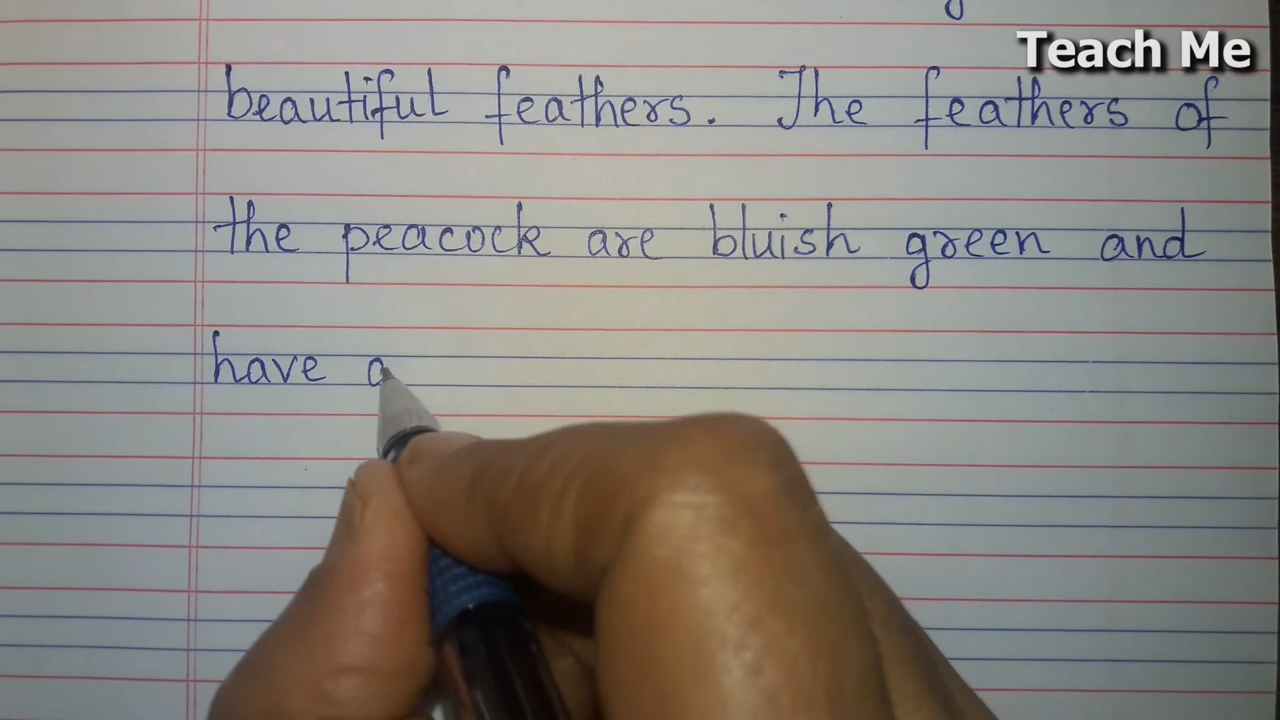 Teach Me
beautiful feathers. The feathers of
the peacock are bluish green and
have a